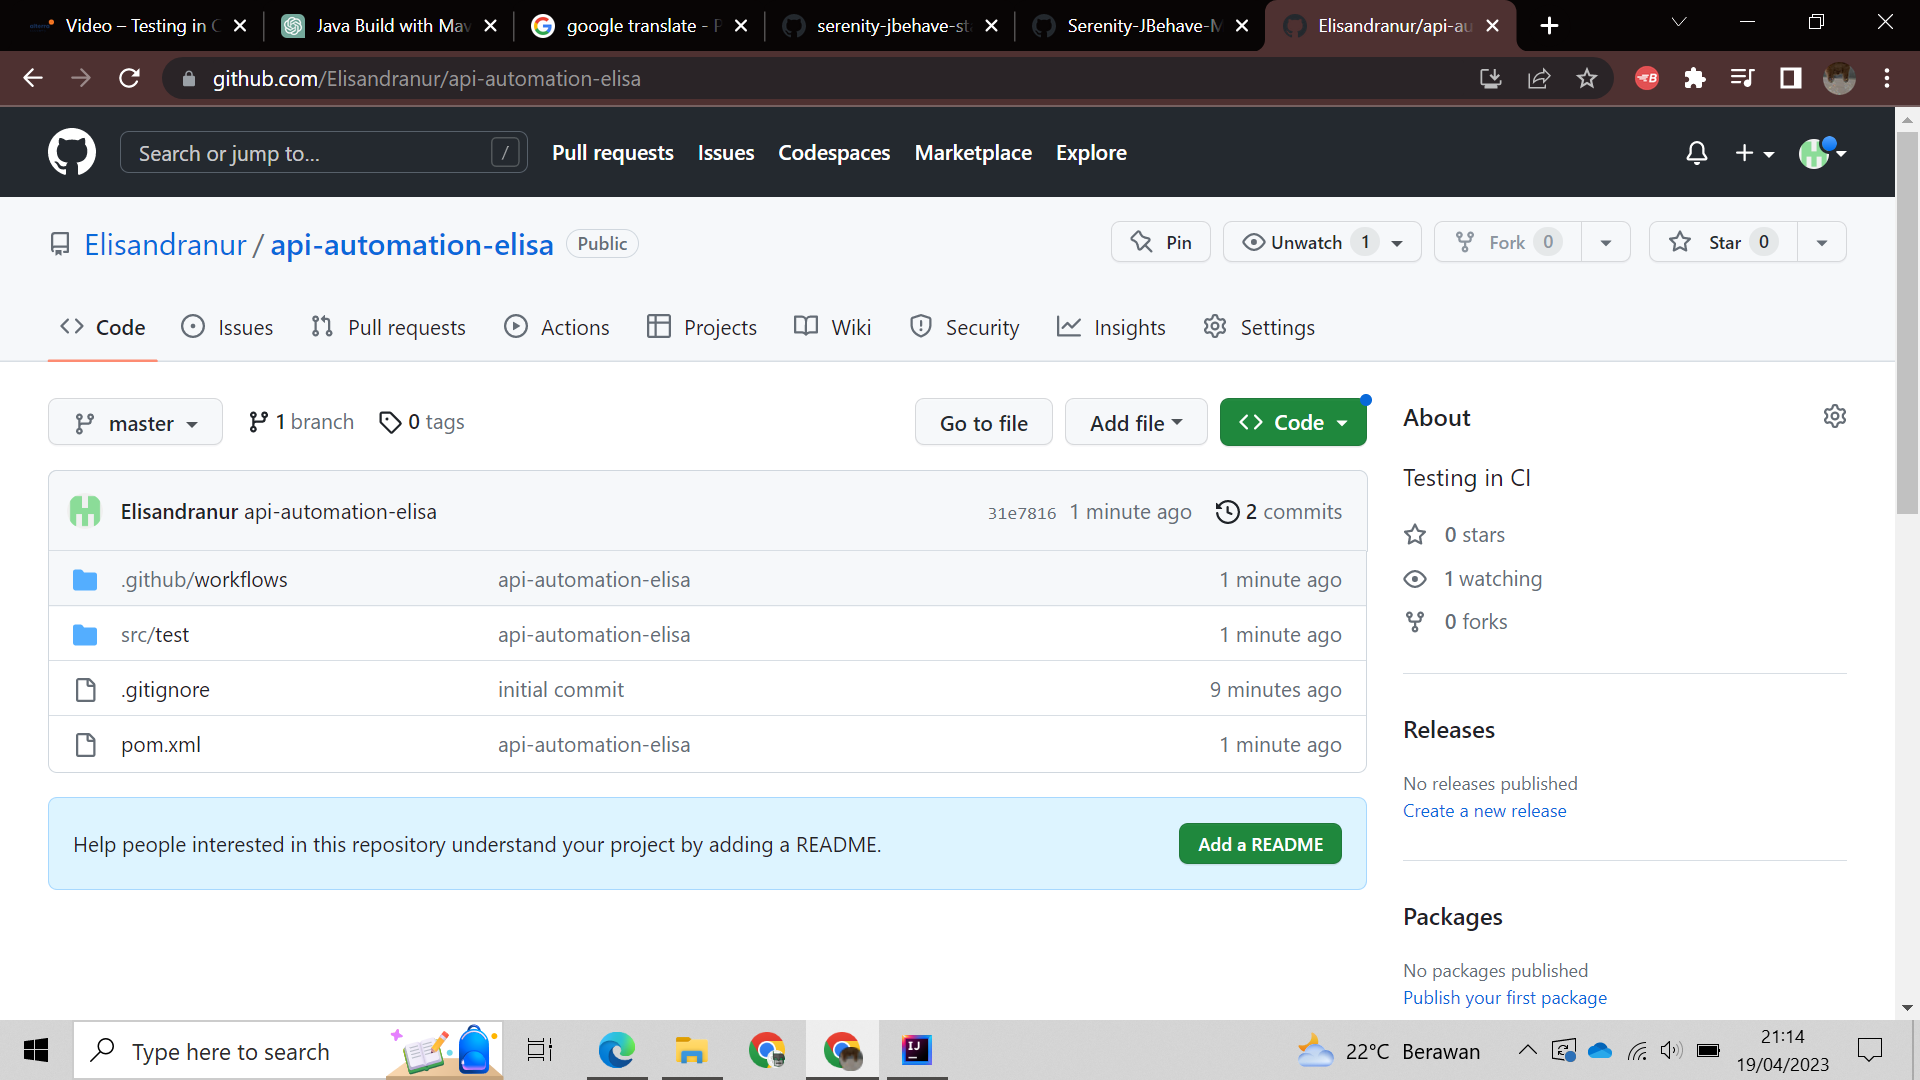 Video – Testing in C
Java Build with Mav
google translate - P
serenity-jbehave-sta
Serenity-JBehave-M
Elisandranur/api-au
github.com/Elisandranur/api-automation-elisa
Search or jump to... /
Pull requests Issues Codespaces Marketplace Explore
Elisandranur / api-automation-elisa Public
Pin Unwatch 1 Fork 0 Star 0
Code Issues Pull requests Actions Projects Wiki Security Insights Settings
master 1 branch 0 tags Go to file Add file Code
Elisandranur api-automation-elisa 31e7816 1 minute ago 2 commits
.github/workflows api-automation-elisa 1 minute ago
src/test api-automation-elisa 1 minute ago
.gitignore initial commit 9 minutes ago
pom.xml api-automation-elisa 1 minute ago
Help people interested in this repository understand your project by adding a README. Add a README
About
Testing in CI
0 stars
1 watching
0 forks
Releases
No releases published
Create a new release
Packages
No packages published
Publish your first package
Type here to search
IJ
22°C Berawan
21:14
19/04/2023